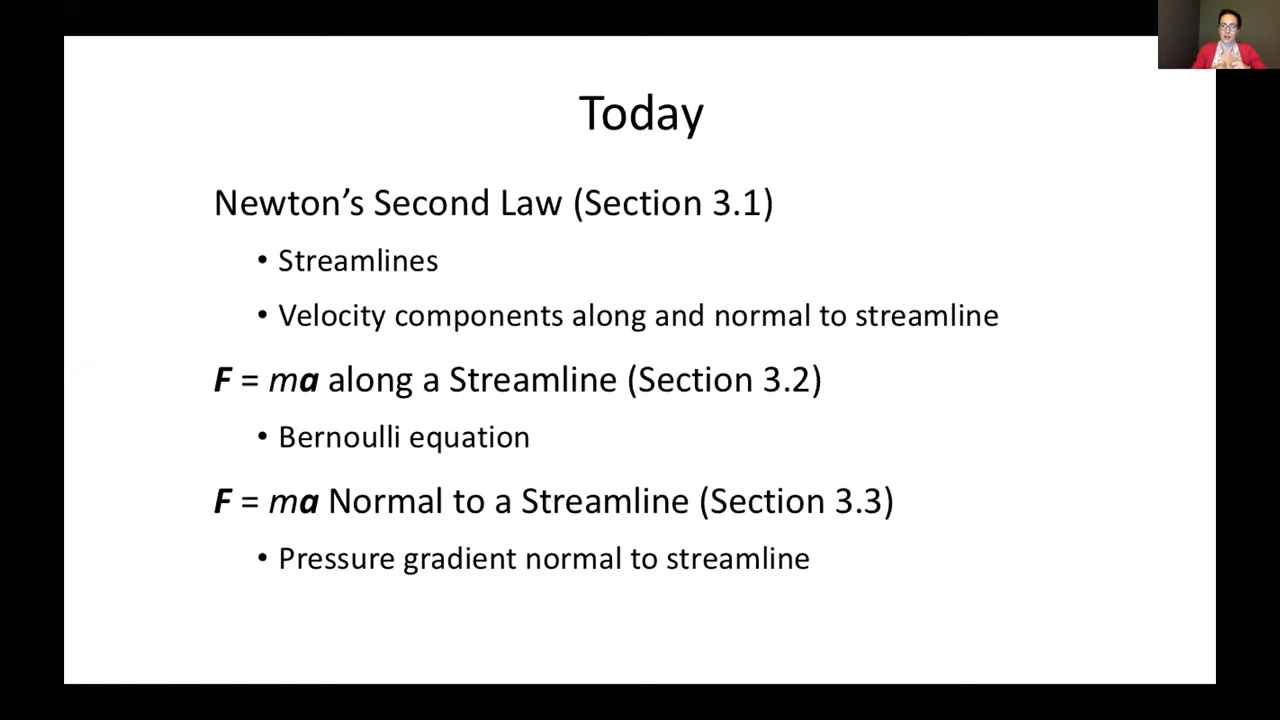 Today
Newton’s Second Law (Section 3.1)
• Streamlines
• Velocity components along and normal to streamline
F = ma along a Streamline (Section 3.2)
• Bernoulli equation
F = ma Normal to a Streamline (Section 3.3)
• Pressure gradient normal to streamline